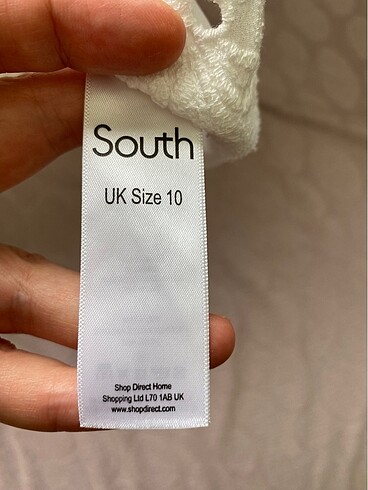 South
UK Size 10
Shop Direct Home
Shopping Ltd L70 1AB UK
www.shopdirect.com